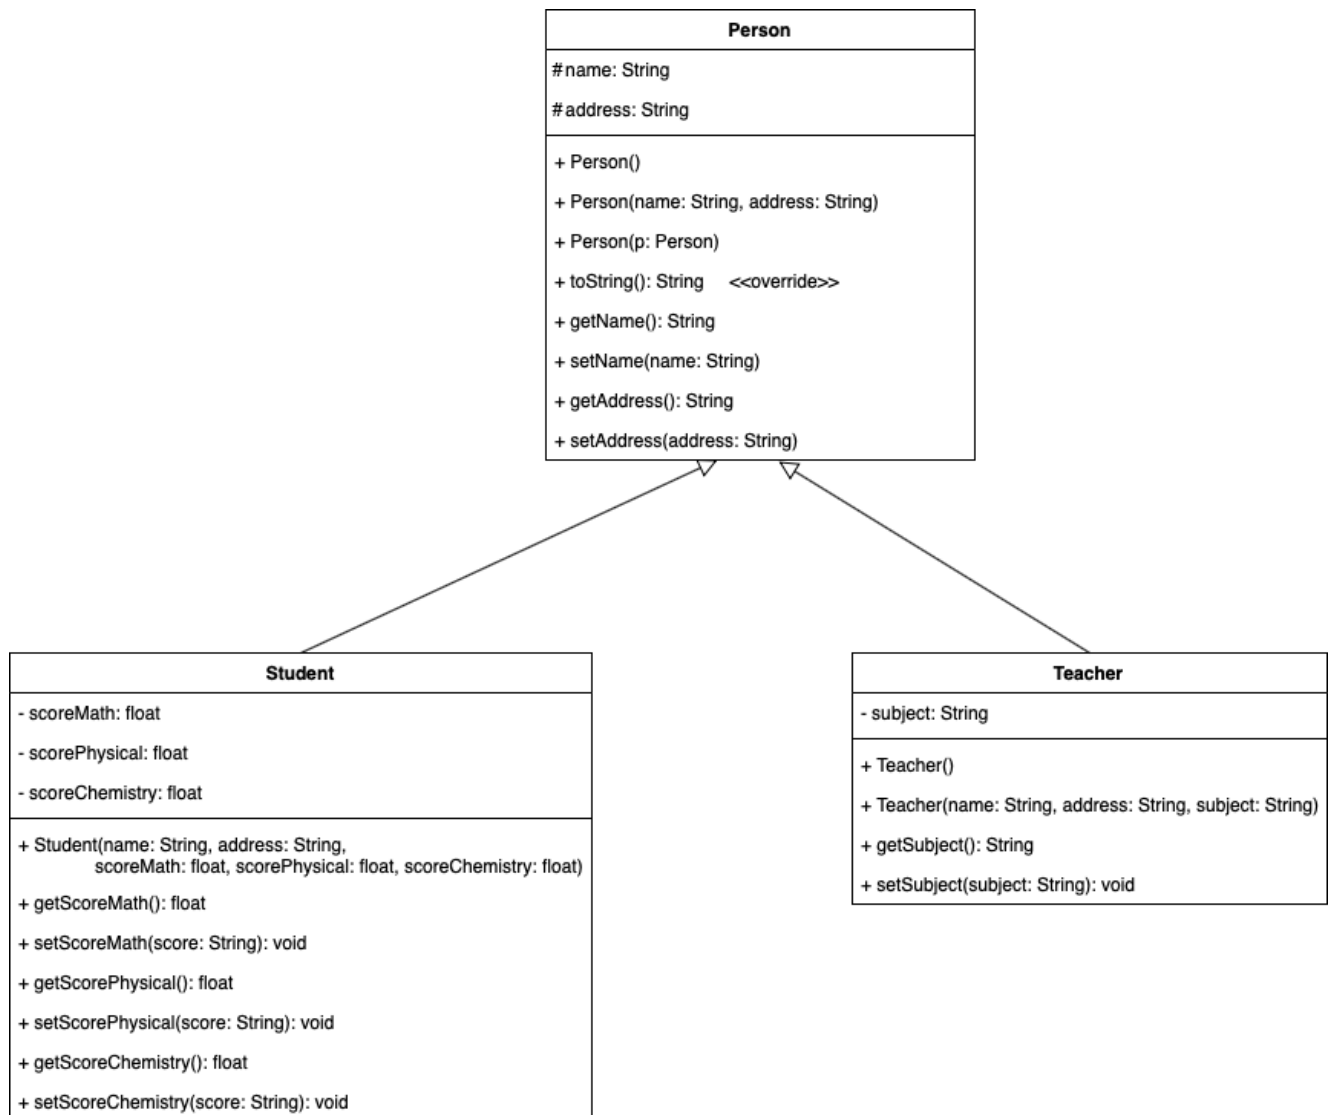 Person
# name: String
# address: String
+ Person()
+ Person(name: String, address: String)
+ Person(p: Person)
+ toString(): String <<override>>
+ getName(): String
+ setName(name: String)
+ getAddress(): String
+ setAddress(address: String)
Student
- scoreMath: float
- scorePhysical: float
- scoreChemistry: float
+ Student(name: String, address: String,
scoreMath: float, scorePhysical: float, scoreChemistry: float)
+ getScoreMath(): float
+ setScoreMath(score: String): void
+ getScorePhysical(): float
+ setScorePhysical(score: String): void
+ getScoreChemistry(): float
+ setScoreChemistry(score: String): void
Teacher
- subject: String
+ Teacher()
+ Teacher(name: String, address: String, subject: String)
+ getSubject(): String
+ setSubject(subject: String): void